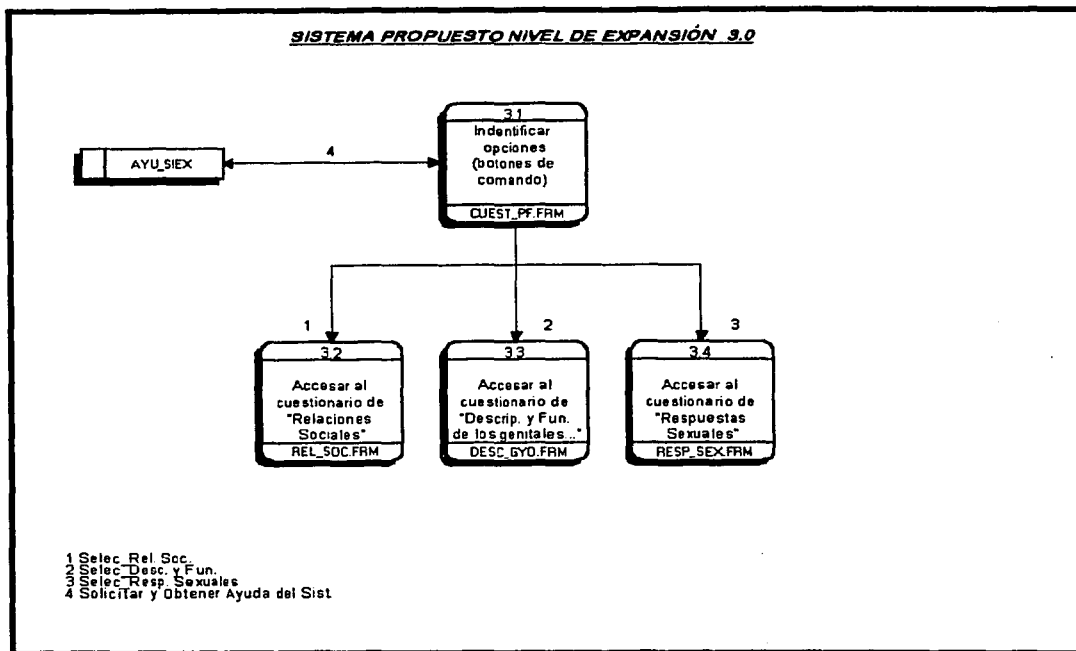 SISTEMA PROPUESTO NIVEL DE EXPANSIÓN 3.0
3.1
Indentificar
opciones
(botones de
comando)
CUEST_PF.FRM
AYU_SIEX
4
1
2
3
3.2
Accesar al
cuestionario de
"Relaciones
Sociales"
REL_SOC.FRM
3.3
Accesar al
cuestionario de
"Descrip. y Fun.
de los genitales..."
DESC_GYO.FRM
3.4
Accesar al
cuestionario de
"Respuestas
Sexuales"
RESP_SEX.FRM
1 Selec_Rel. Soc.
2 Selec_Desc. y Fun.
3 Selec_Resp. Sexuales
4 Solicitar y Obtener Ayuda del Sist.